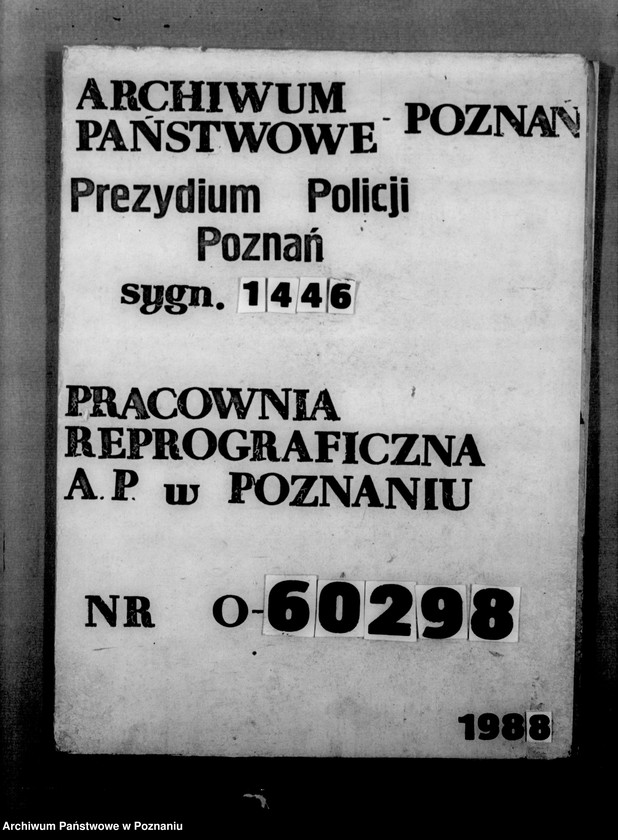 ARCHIWUM
PAŃSTWOWE - POZNAŃ
Prezydium Policji
Poznań
sygn. 1446
PRACOWNIA
REPROGRAFICZNA
A.P. w POZNANIU
NR O-60298
1988
Archiwum Państwowe w Poznaniu